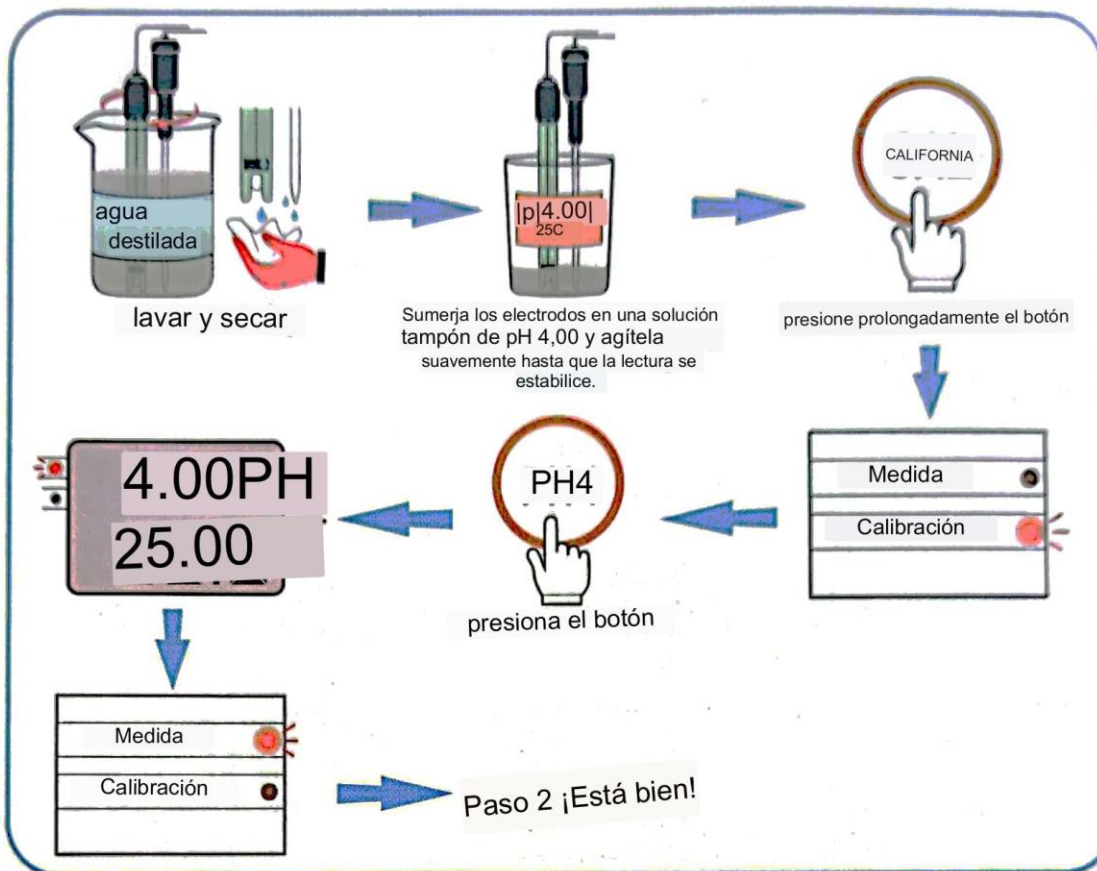 agua
destilada
lavar y secar
|p|4.00|
25C
Sumerja los electrodos en una solución
tampón de pH 4,00 y agítela
suavemente hasta que la lectura se
estabilice.
CALIFORNIA
presione prolongadamente el botón
Medida
Calibración
PH4
presiona el botón
4.00PH
25.00
Medida
Calibración
Paso 2 ¡Está bien!